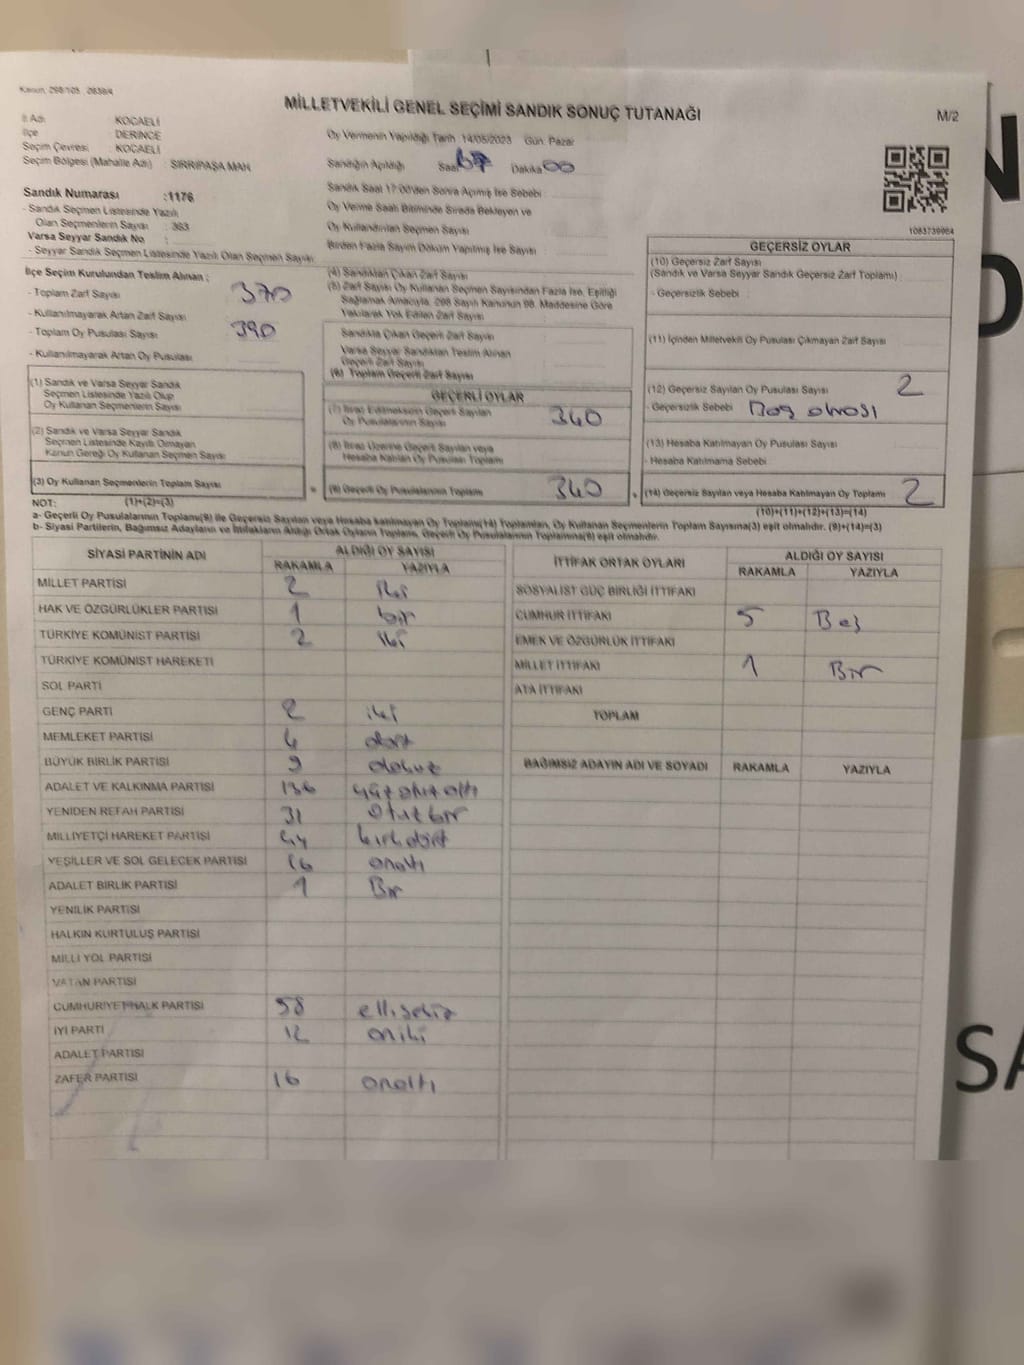 Kanun, 298/105 , 2839/4
MİLLETVEKİLİ GENEL SEÇİMİ SANDIK SONUÇ TUTANAĞI
M/2
İl Adı KOCAELİ
İlçe DERİNCE
Seçim Çevresi : KOCAELİ
Seçim Bölgesi (Mahalle Adı) : SIRRIPAŞA MAH
Sandık Numarası :1176
- Sandık Seçmen Listesinde Yazılı
Olan Seçmenlerin Sayısı : 363
Varsa Seyyar Sandık No :
- Seyyar Sandık Seçmen Listesinde Yazılı Olan Seçmen Sayısı
Oy Vermenin Yapıldığı Tarih :14/05/2023 Gün: Pazar
Sandığın Açıldığı Saat Dakika 00
Sandık Saat 17:00'den Sonra Açılmış İse Sebebi
Oy Verme Saati Bitiminde Sırada Bekleyen ve
Oy Kullandırılan Seçmen Sayısı
Birden Fazla Sayım Döküm Yapılmış İse Sayısı
1083739964
İlçe Seçim Kurulundan Teslim Alınan ;
- Toplam Zarf Sayısı 370
- Kullanılmayarak Artan Zarf Sayısı
- Toplam Oy Pusulası Sayısı 390
- Kullanılmayarak Artan Oy Pusulası
(1) Sandık ve Varsa Seyyar Sandık
Seçmen Listesinde Yazılı Olup
Oy Kullanan Seçmenlerin Sayısı
(2) Sandık ve Varsa Seyyar Sandık
Seçmen Listesinde Kayıtlı Olmayan
Kanun Gereği Oy Kullanan Seçmen Sayısı
(3) Oy Kullanan Seçmenlerin Toplam Sayısı
(4) Sandıktan Çıkan Zarf Sayısı
(5) Zarf Sayısı Oy Kullanan Seçmen Sayısından Fazla İse, Eşitliği
Sağlamak Amacıyla, 298 Sayılı Kanunun 98. Maddesine Göre
Yakılarak Yok Edilen Zarf Sayısı
Sandıkta Çıkan Geçerli Zarf Sayısı
Varsa Seyyar Sandıktan Teslim Alınan
Geçerli Zarf Sayısı
(6) Toplam Geçerli Zarf Sayısı
GEÇERLİ OYLAR
(7) İtiraz Edilmeksizin Geçerli Sayılan
Oy Pusulalarının Sayısı 340
(8) İtiraz Üzerine Geçerli Sayılan veya
Hesaba Katılan Oy Pusulası Toplamı
(9) Geçerli Oy Pusulalarının Toplamı 340
GEÇERSİZ OYLAR
(10) Geçersiz Zarf Sayısı
(Sandık ve Varsa Seyyar Sandık Geçersiz Zarf Toplamı) :
- Geçersizlik Sebebi :
(11) İçinden Milletvekili Oy Pusulası Çıkmayan Zarf Sayısı
(12) Geçersiz Sayılan Oy Pusulası Sayısı 2
- Geçersizlik Sebebi Boş olması
(13) Hesaba Katılmayan Oy Pusulası Sayısı
- Hesaba Katılmama Sebebi
(14) Geçersiz Sayılan veya Hesaba Katılmayan Oy Toplamı 2
NOT: (1)+(2)=(3) (10)+(11)+(12)+(13)=(14)
a- Geçerli Oy Pusulalarının Toplamı(9) ile Geçersiz Sayılan veya Hesaba katılmayan Oy Toplamı(14) Toplamları, Oy Kullanan Seçmenlerin Toplam Sayısına(3) eşit olmalıdır. (9)+(14)=(3)
b- Siyasi Partilerin, Bağımsız Adayların ve İttifakların Aldığı Ortak Oyların Toplamı, Geçerli Oy Pusulalarının Toplamına(9) eşit olmalıdır.
SİYASİ PARTİNİN ADI ALDIĞI OY SAYISI
RAKAMLA YAZIYLA
MİLLET PARTİSİ 2 iki
HAK VE ÖZGÜRLÜKLER PARTİSİ 1 bir
TÜRKİYE KOMÜNİST PARTİSİ 2 iki
TÜRKİYE KOMÜNİST HAREKETİ
SOL PARTİ
GENÇ PARTİ 2 iki
MEMLEKET PARTİSİ 4 dört
BÜYÜK BİRLİK PARTİSİ 9 dokuz
ADALET VE KALKINMA PARTİSİ 136 yüz otuz altı
YENİDEN REFAH PARTİSİ 31 otuz bir
MİLLİYETÇİ HAREKET PARTİSİ 44 kırk dört
YEŞİLLER VE SOL GELECEK PARTİSİ 16 onaltı
ADALET BİRLİK PARTİSİ 1 Bir
YENİLİK PARTİSİ
HALKIN KURTULUŞ PARTİSİ
MİLLİ YOL PARTİSİ
VATAN PARTİSİ
CUMHURİYET HALK PARTİSİ 58 ellisekiz
İYİ PARTİ 12 oniki
ADALET PARTİSİ
ZAFER PARTİSİ 16 onaltı
İTTİFAK ORTAK OYLARI ALDIĞI OY SAYISI
RAKAMLA YAZIYLA
SOSYALİST GÜÇ BİRLİĞİ İTTİFAKI
CUMHUR İTTİFAKI 5 Beş
EMEK VE ÖZGÜRLÜK İTTİFAKI
MİLLET İTTİFAKI 1 Bir
ATA İTTİFAKI
TOPLAM
BAĞIMSIZ ADAYIN ADI VE SOYADI RAKAMLA YAZIYLA
N
SA